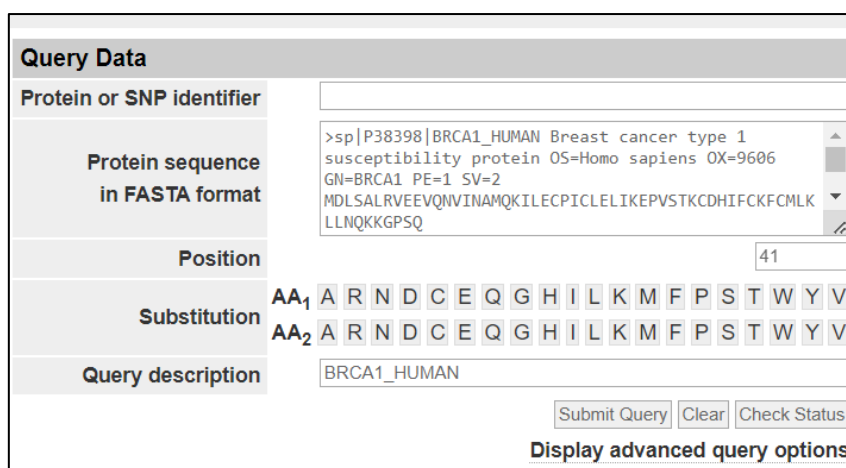 Query Data
Protein or SNP identifier
Protein sequence
in FASTA format
>sp|P38398|BRCA1_HUMAN Breast cancer type 1
susceptibility protein OS=Homo sapiens OX=9606
GN=BRCA1 PE=1 SV=2
MDLSALRVEEVQNVINAMQKILECPICLELIKEPVSTKCDHIFCKFCMLK
LLNQKKGPSQ
Position 41
Substitution
AA1 A R N D C E Q G H I L K M F P S T W Y V
AA2 A R N D C E Q G H I L K M F P S T W Y V
Query description BRCA1_HUMAN
Submit Query Clear Check Status
Display advanced query options